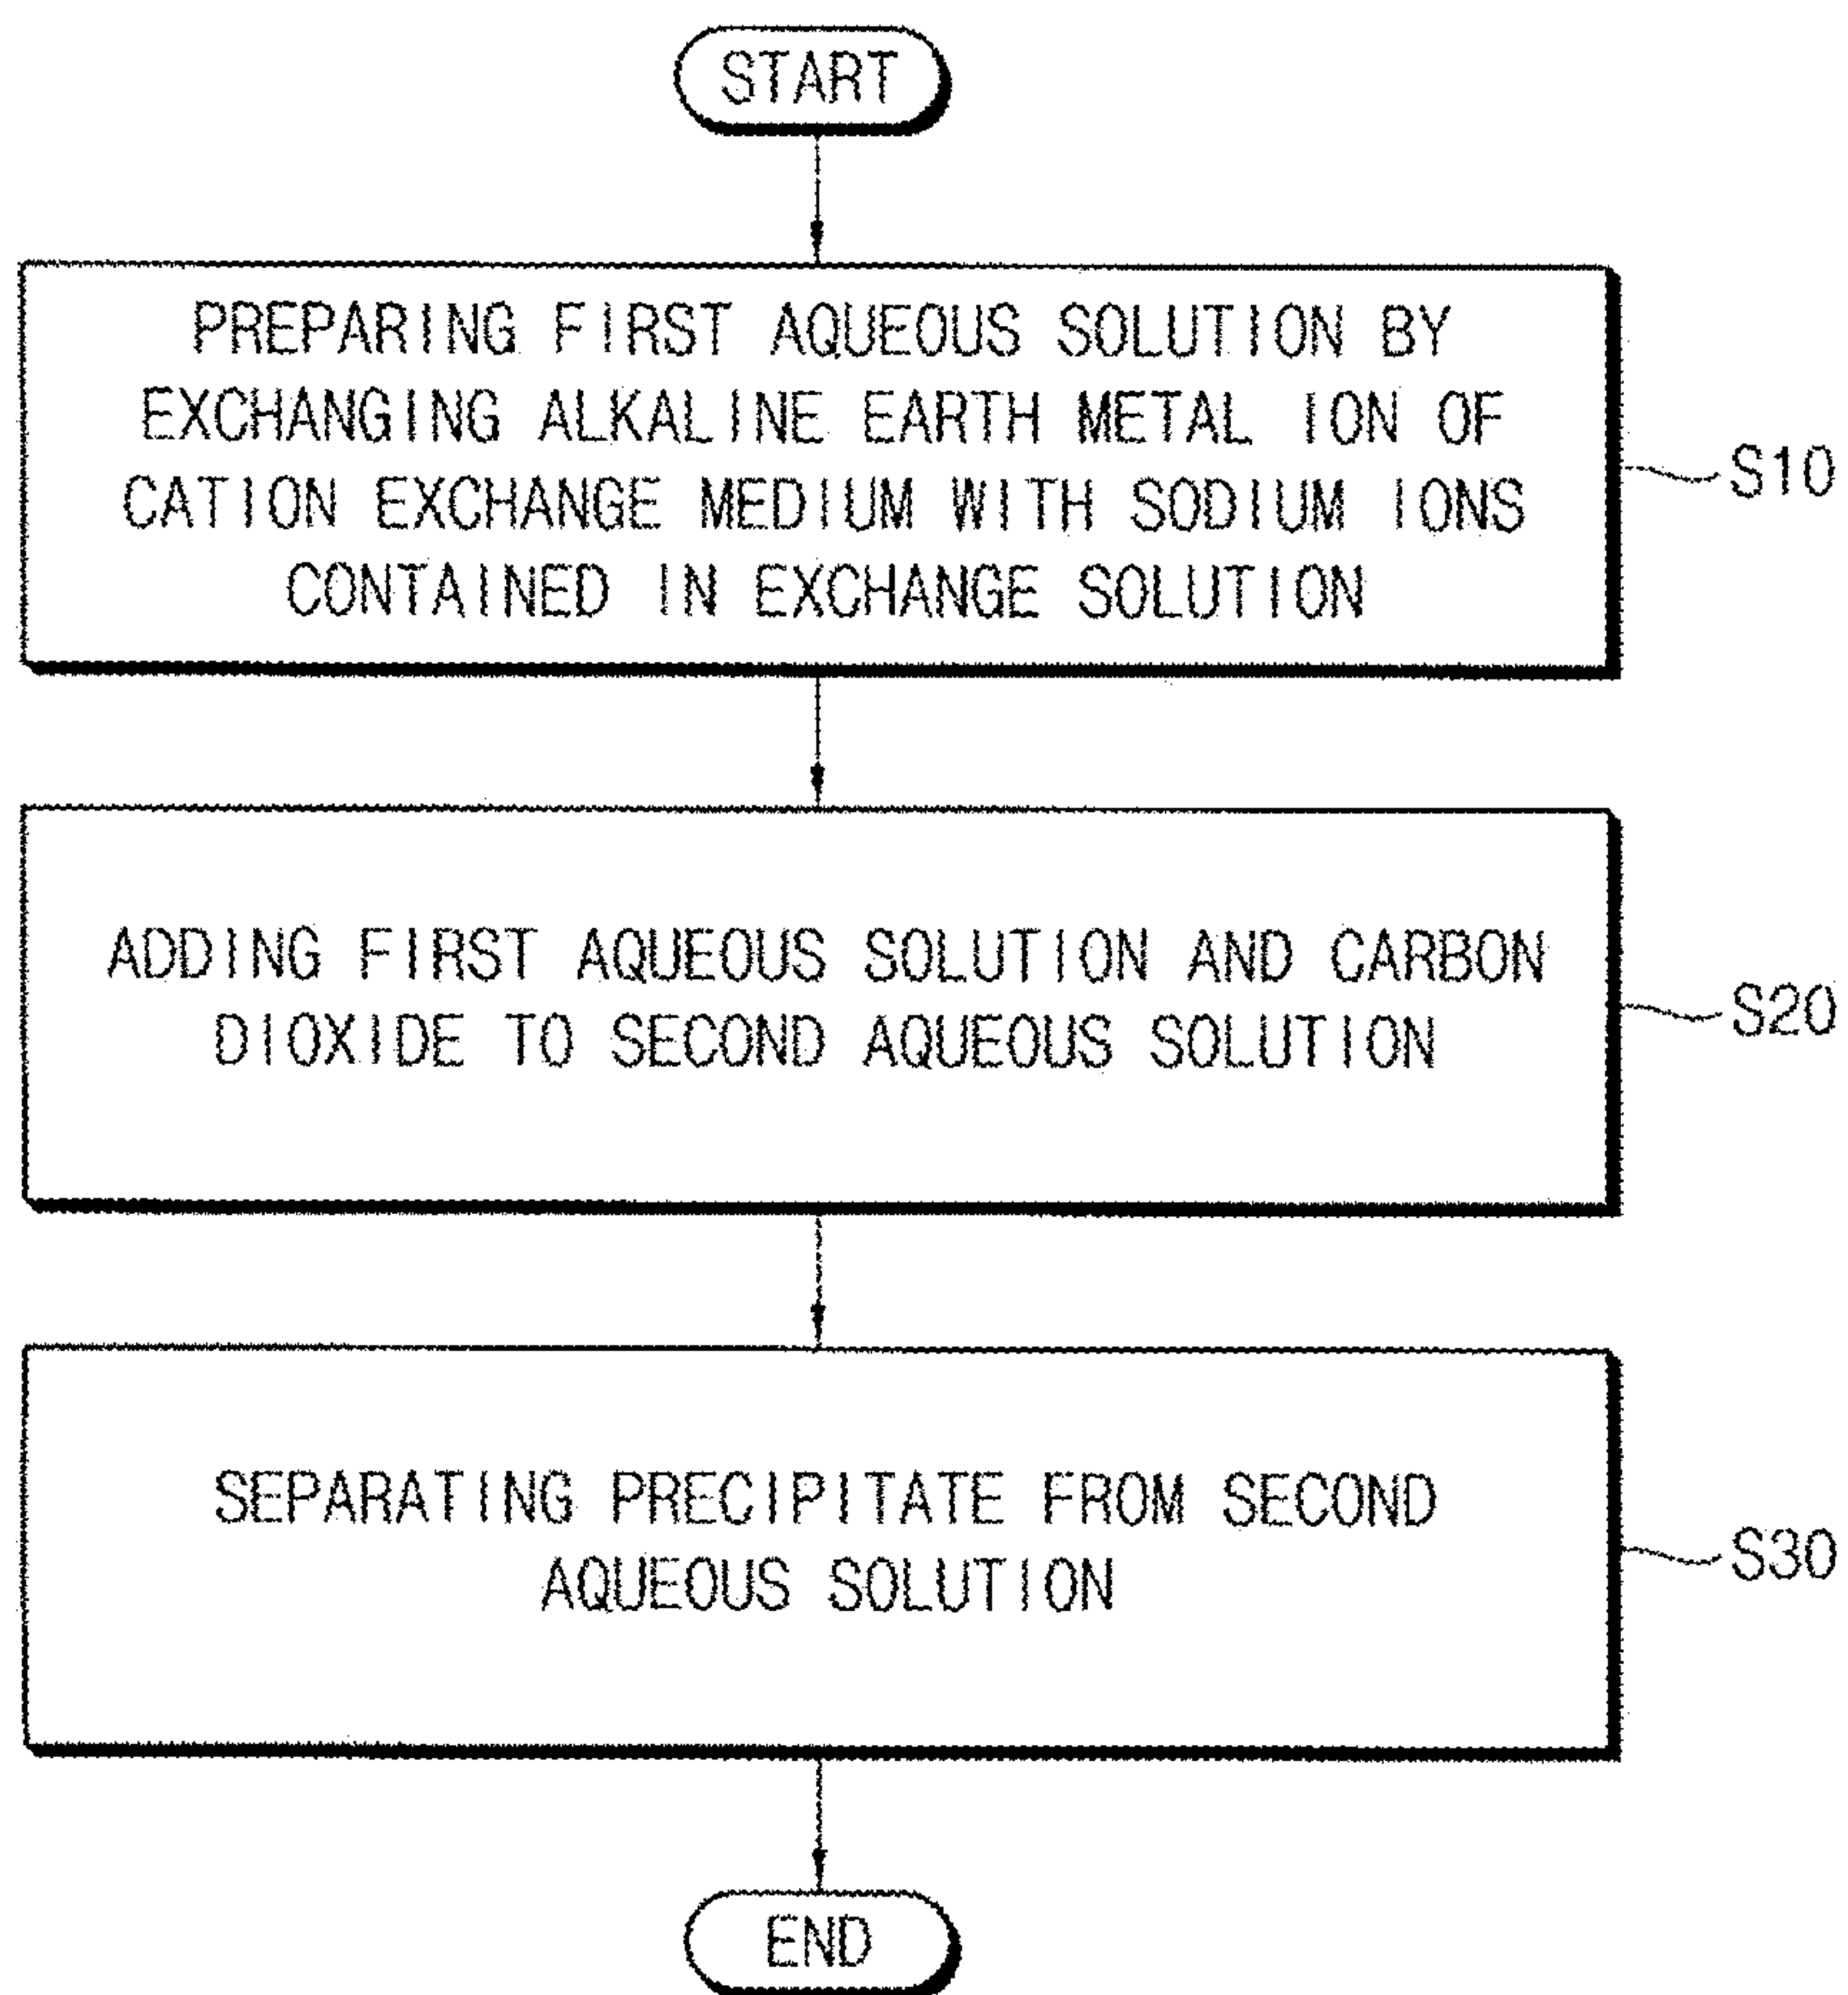 START
PREPARING FIRST AQUEOUS SOLUTION BY
EXCHANGING ALKALINE EARTH METAL ION OF
CATION EXCHANGE MEDIUM WITH SODIUM IONS
CONTAINED IN EXCHANGE SOLUTION
S10
ADDING FIRST AQUEOUS SOLUTION AND CARBON
DIOXIDE TO SECOND AQUEOUS SOLUTION
S20
SEPARATING PRECIPITATE FROM SECOND
AQUEOUS SOLUTION
S30
END